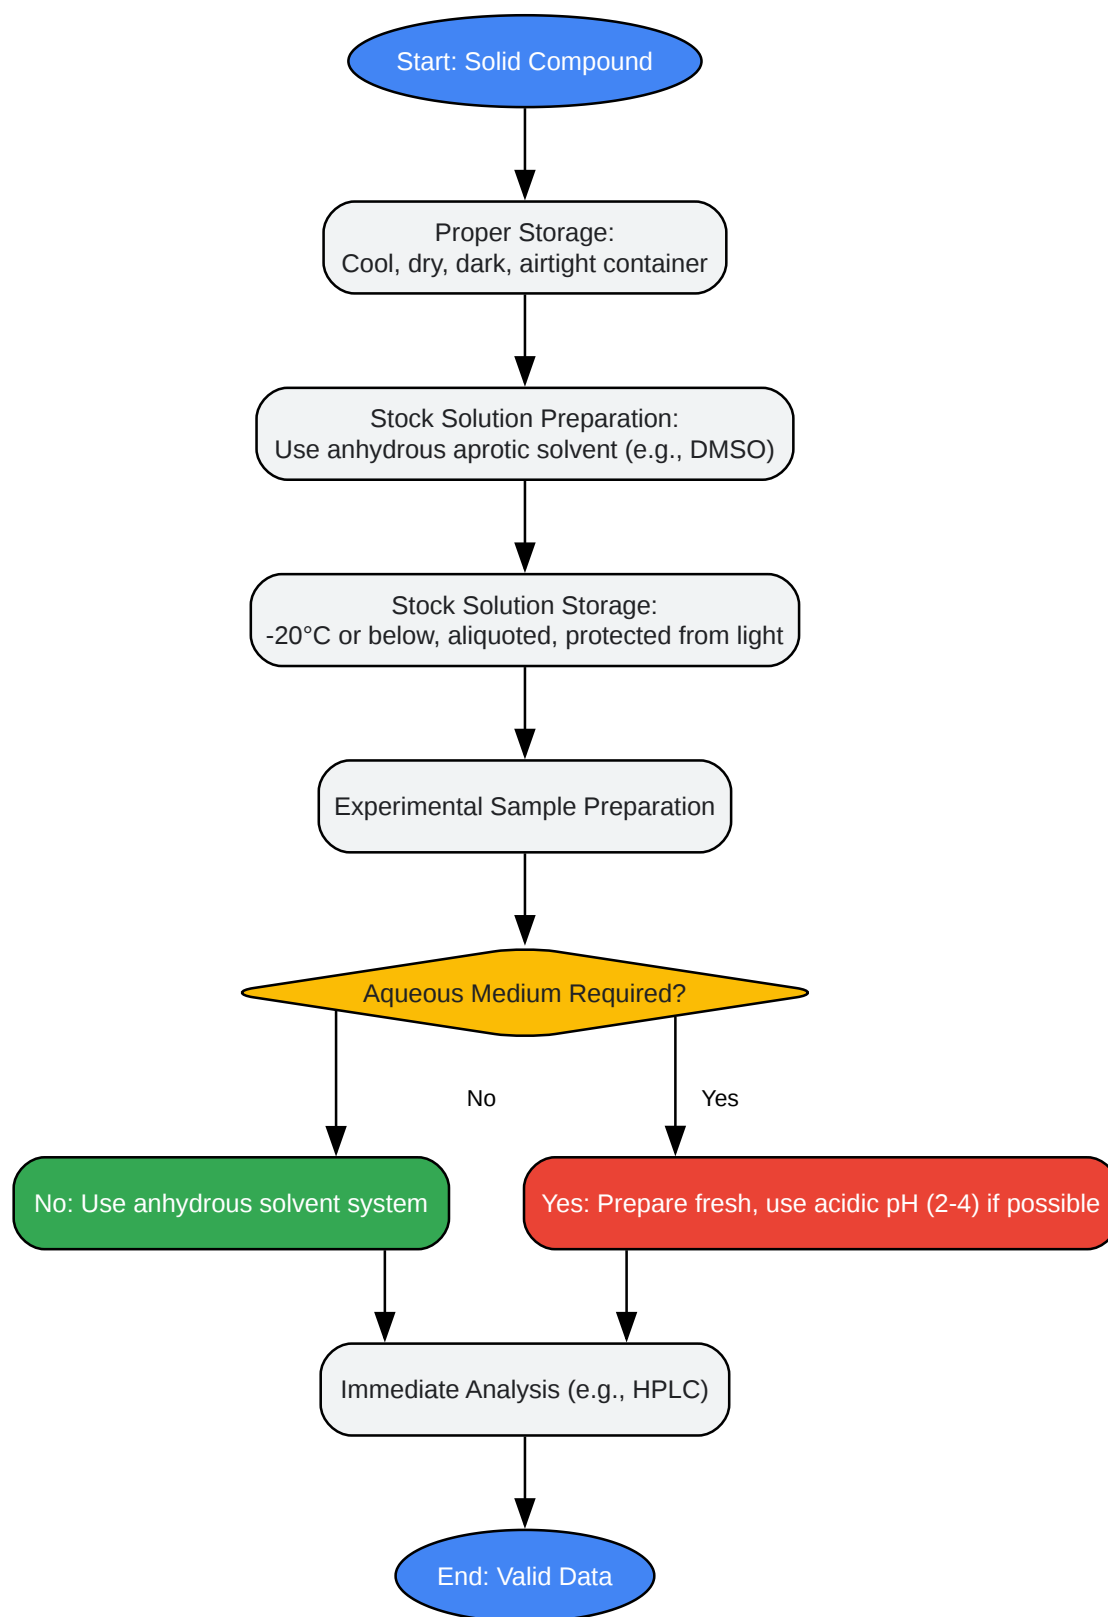 Start: Solid Compound
Proper Storage:
Cool, dry, dark, airtight container
Stock Solution Preparation:
Use anhydrous aprotic solvent (e.g., DMSO)
Stock Solution Storage:
-20°C or below, aliquoted, protected from light
Experimental Sample Preparation
Aqueous Medium Required?
No
Yes
No: Use anhydrous solvent system
Yes: Prepare fresh, use acidic pH (2-4) if possible
Immediate Analysis (e.g., HPLC)
End: Valid Data